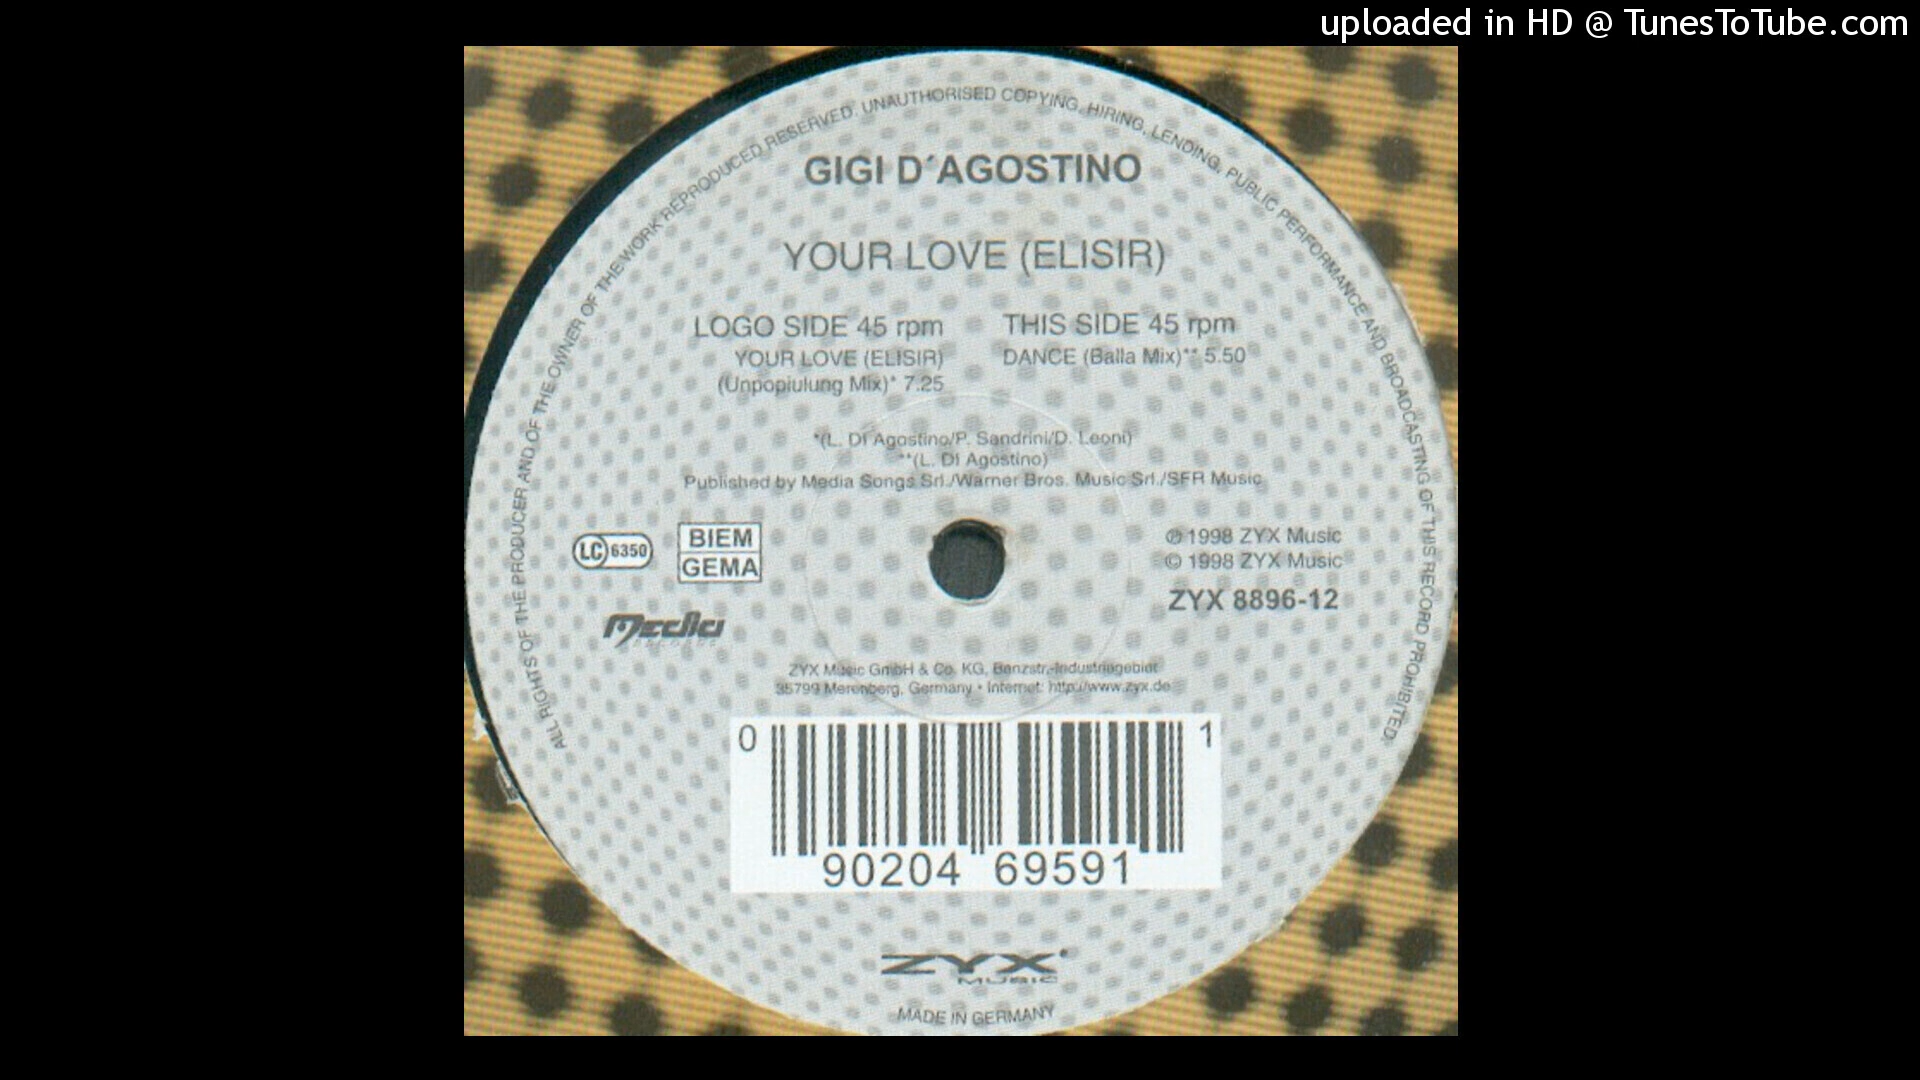 uploaded in HD @ TunesToTube.com
ALL RIGHTS OF THE PRODUCER AND OF THE OWNER OF THE WORK REPRODUCED RESERVED. UNAUTHORISED COPYING, HIRING, LENDING, PUBLIC PERFORMANCE AND BROADCASTING OF THIS RECORD PROHIBITED.
GIGI D´AGOSTINO
YOUR LOVE (ELISIR)
LOGO SIDE 45 rpm
YOUR LOVE (ELISIR)
(Unpopiulung Mix)* 7.25
THIS SIDE 45 rpm
DANCE (Balla Mix)** 5.50
*(L. Di Agostino/P. Sandrini/D. Leoni)
**(L. Di Agostino)
Published by Media Songs Srl./Warner Bros. Music Srl./SFR Music
LC 6350
BIEM
GEMA
Media
RECORDS
℗ 1998 ZYX Music
© 1998 ZYX Music
ZYX 8896-12
ZYX Music GmbH & Co. KG, Benzstr.-Industriegebiet
35799 Merenberg, Germany • Internet: http://www.zyx.de
0 90204 69591 1
ZYX
MUSIC
MADE IN GERMANY